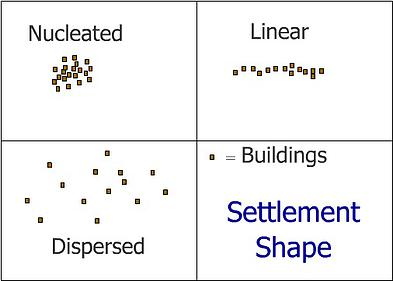 Nucleated
Linear
Dispersed
= Buildings
Settlement
Shape